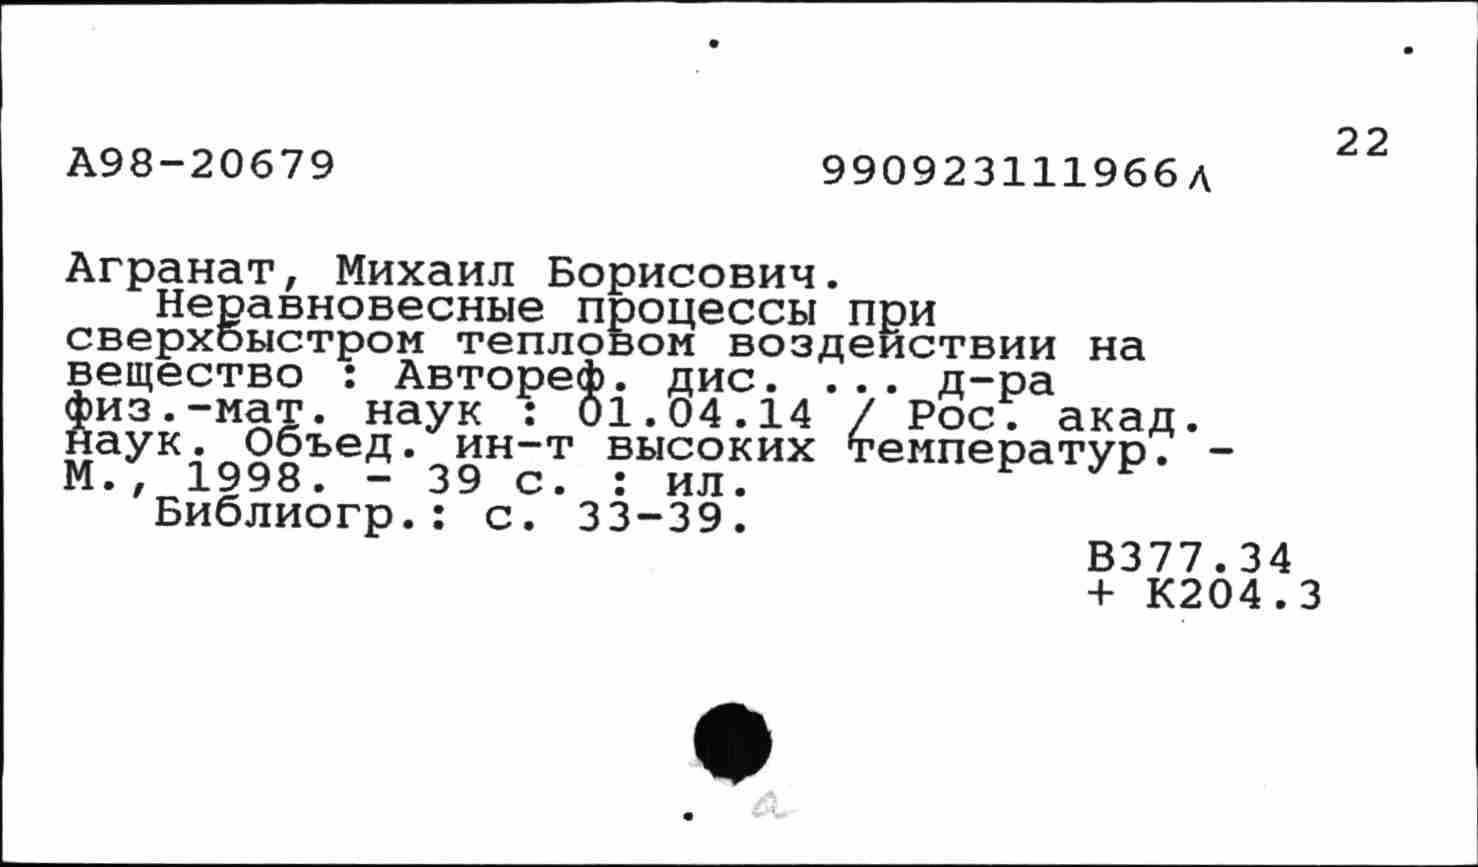 22
А98-20679 990923111966л
Агранат, Михаил Борисович.
Неравновесные процессы при
сверхбыстром тепловом воздействии на
вещество : Автореф. дис. ... д-ра
физ.-мат. наук : 01.04.14 / Рос. акад.
наук. Объед. ин-т высоких температур. -
М., 1998. - 39 с. : ил.
Библиогр.: с. 33-39.
В377.34
+ К204.3
а